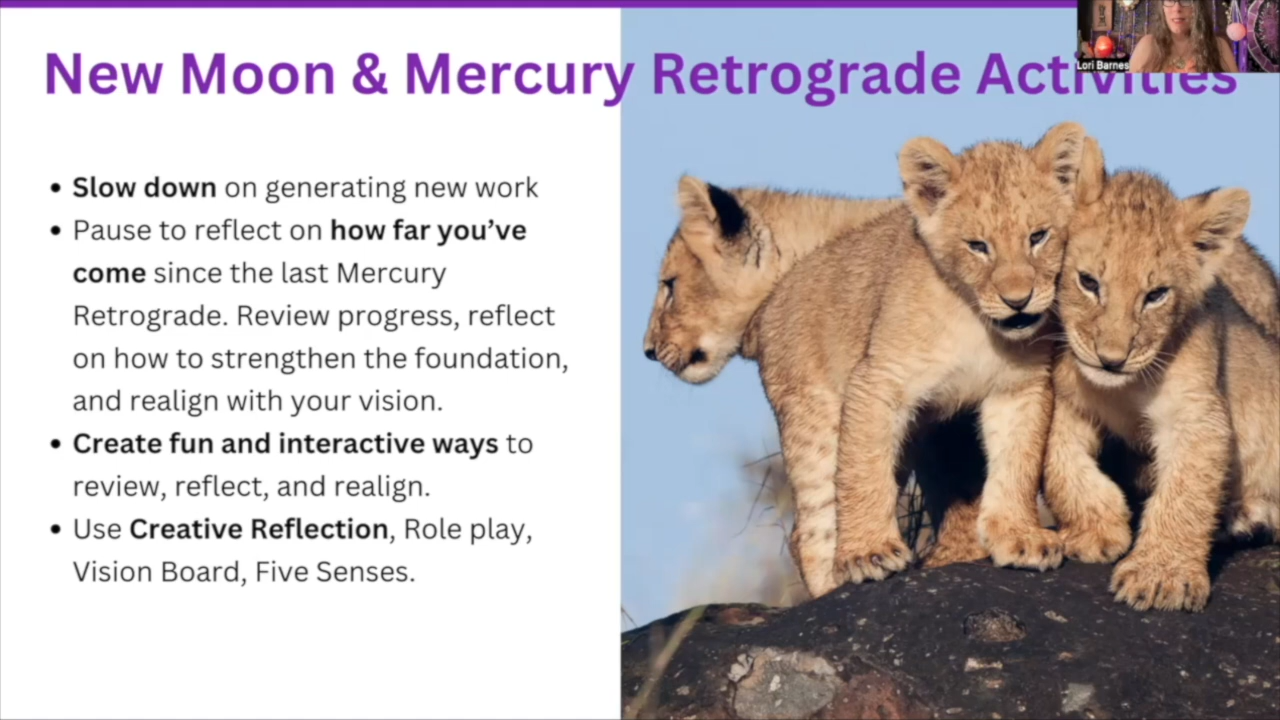 New Moon & Mercury Retrograde Activities
Lori Barnes
• Slow down on generating new work
• Pause to reflect on how far you’ve
come since the last Mercury
Retrograde. Review progress, reflect
on how to strengthen the foundation,
and realign with your vision.
• Create fun and interactive ways to
review, reflect, and realign.
• Use Creative Reflection, Role play,
Vision Board, Five Senses.